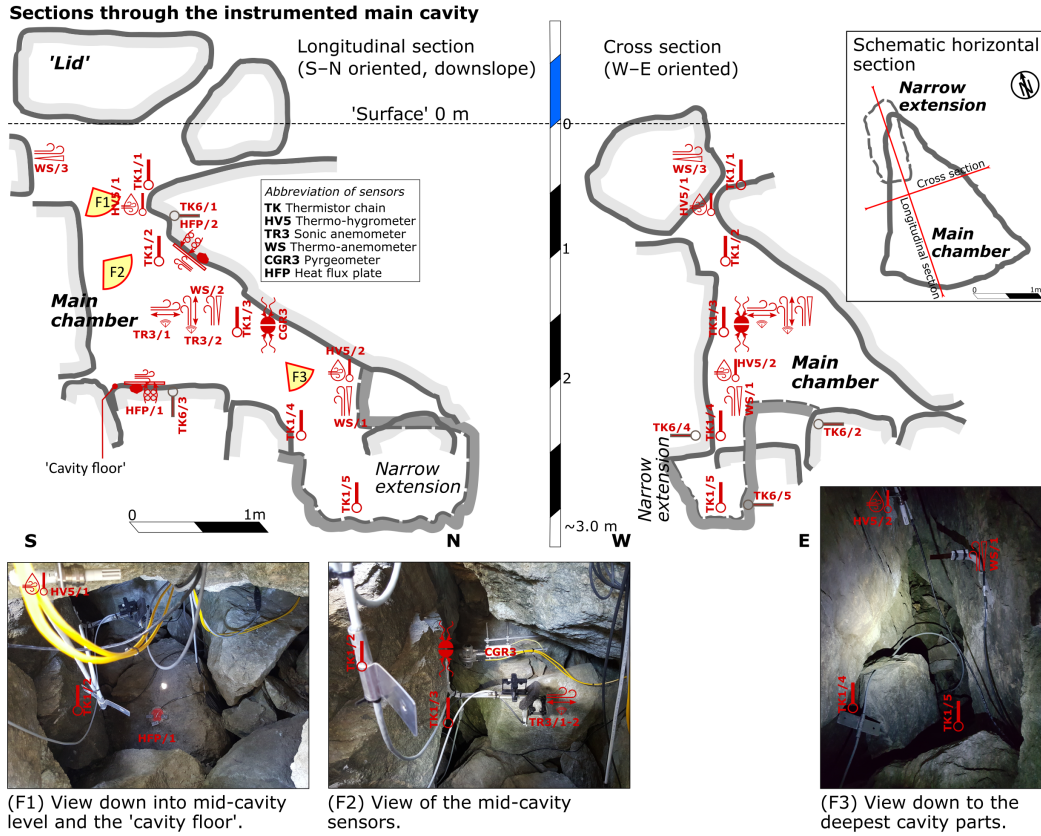 Sections through the instrumented main cavity
'Lid'
Longitudinal section
(S–N oriented, downslope)
'Surface' 0 m
Cross section
(W–E oriented)
Schematic horizontal
section
Narrow
extension
N
Cross section
Longitudinal section
Main
chamber
0
1m
0
1
2
~3.0 m
WS/3
TK1/1
F1
HV5/1
TK6/1
HFP/2
TK1/2
F2
Main
chamber
WS/2
TR3/1
TR3/2
TK1/3
CGR3
HV5/2
F3
WS/1
HFP/1
TK6/3
TK1/4
'Cavity floor'
TK1/5
Narrow
extension
0
1m
S
N
Abbreviation of sensors
TK Thermistor chain
HV5 Thermo-hygrometer
TR3 Sonic anemometer
WS Thermo-anemometer
CGR3 Pyrgeometer
HFP Heat flux plate
WS/3
TK1/1
HV5/1
TK1/2
TK1/3
HV5/2
Main
chamber
WS/1
TK1/4
TK6/4
TK6/2
Narrow
extension
TK1/5
TK6/5
W
E
HV5/1
TK1/2
HFP/1
(F1) View down into mid-cavity
level and the 'cavity floor'.
TK1/2
CGR3
TK1/3
TR3/1-2
(F2) View of the mid-cavity
sensors.
HV5/2
WS/1
TK1/4
TK1/5
(F3) View down to the
deepest cavity parts.